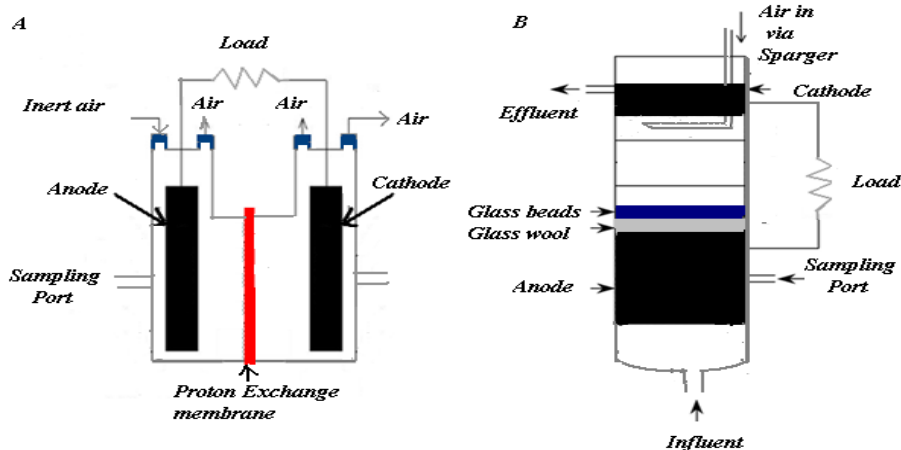 A
Load
Inert air
Air
Air
Air
Anode
Cathode
Sampling
Port
Proton Exchange
membrane
B
Air in
via
Sparger
Cathode
Effluent
Load
Glass beads
Glass wool
Anode
Sampling
Port
Influent